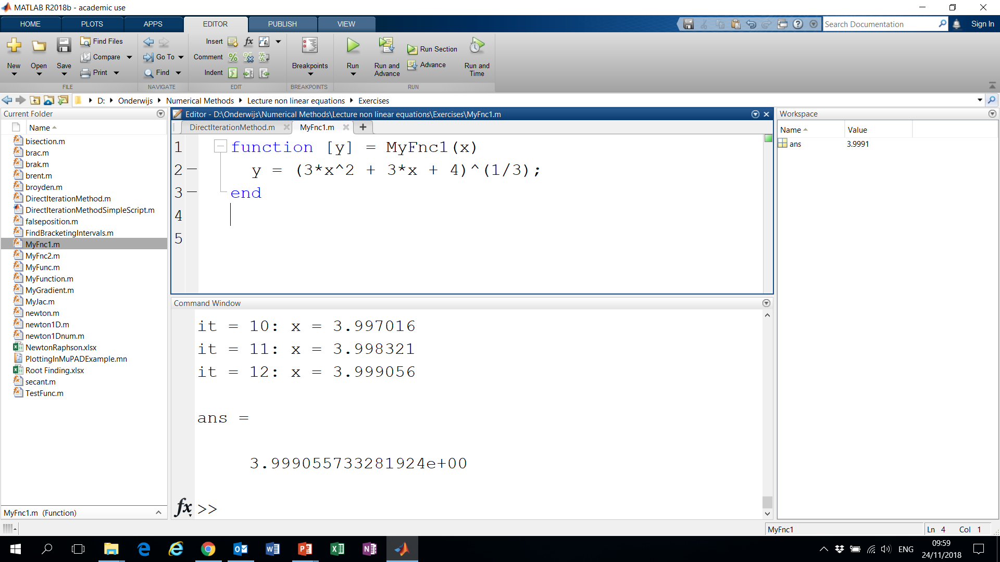 MATLAB R2018b - academic use
HOME PLOTS APPS EDITOR PUBLISH VIEW
Search Documentation
Sign In
New
Open
Save
Find Files
Compare
Print
FILE
Go To
Find
NAVIGATE
Insert
Comment
Indent
EDIT
fx
fi
Breakpoints
BREAKPOINTS
Run
Run and
Advance
Run Section
Advance
Run and
Time
RUN
D: Onderwijs Numerical Methods Lecture non linear equations Exercises
Current Folder
Name
bisection.m
brac.m
brak.m
brent.m
broyden.m
DirectIterationMethod.m
DirectIterationMethodSimpleScript.m
falseposition.m
FindBracketingIntervals.m
MyFnc1.m
MyFnc2.m
MyFunc.m
MyFunction.m
MyGradient.m
MyJac.m
newton.m
newton1D.m
newton1Dnum.m
NewtonRaphson.xlsx
PlottingInMuPADExample.mn
Root Finding.xlsx
secant.m
TestFunc.m
MyFnc1.m (Function)
Editor - D:\Onderwijs\Numerical Methods\Lecture non linear equations\Exercises\MyFnc1.m
DirectIterationMethod.m MyFnc1.m
1 function [y] = MyFnc1(x)
2 y = (3*x^2 + 3*x + 4)^(1/3);
3 end
4
5
Command Window
it = 10: x = 3.997016
it = 11: x = 3.998321
it = 12: x = 3.999056
ans =
3.999055733281924e+00
fx >>
Workspace
Name Value
ans 3.9991
MyFnc1 Ln 4 Col 1
ENG
09:59
24/11/2018